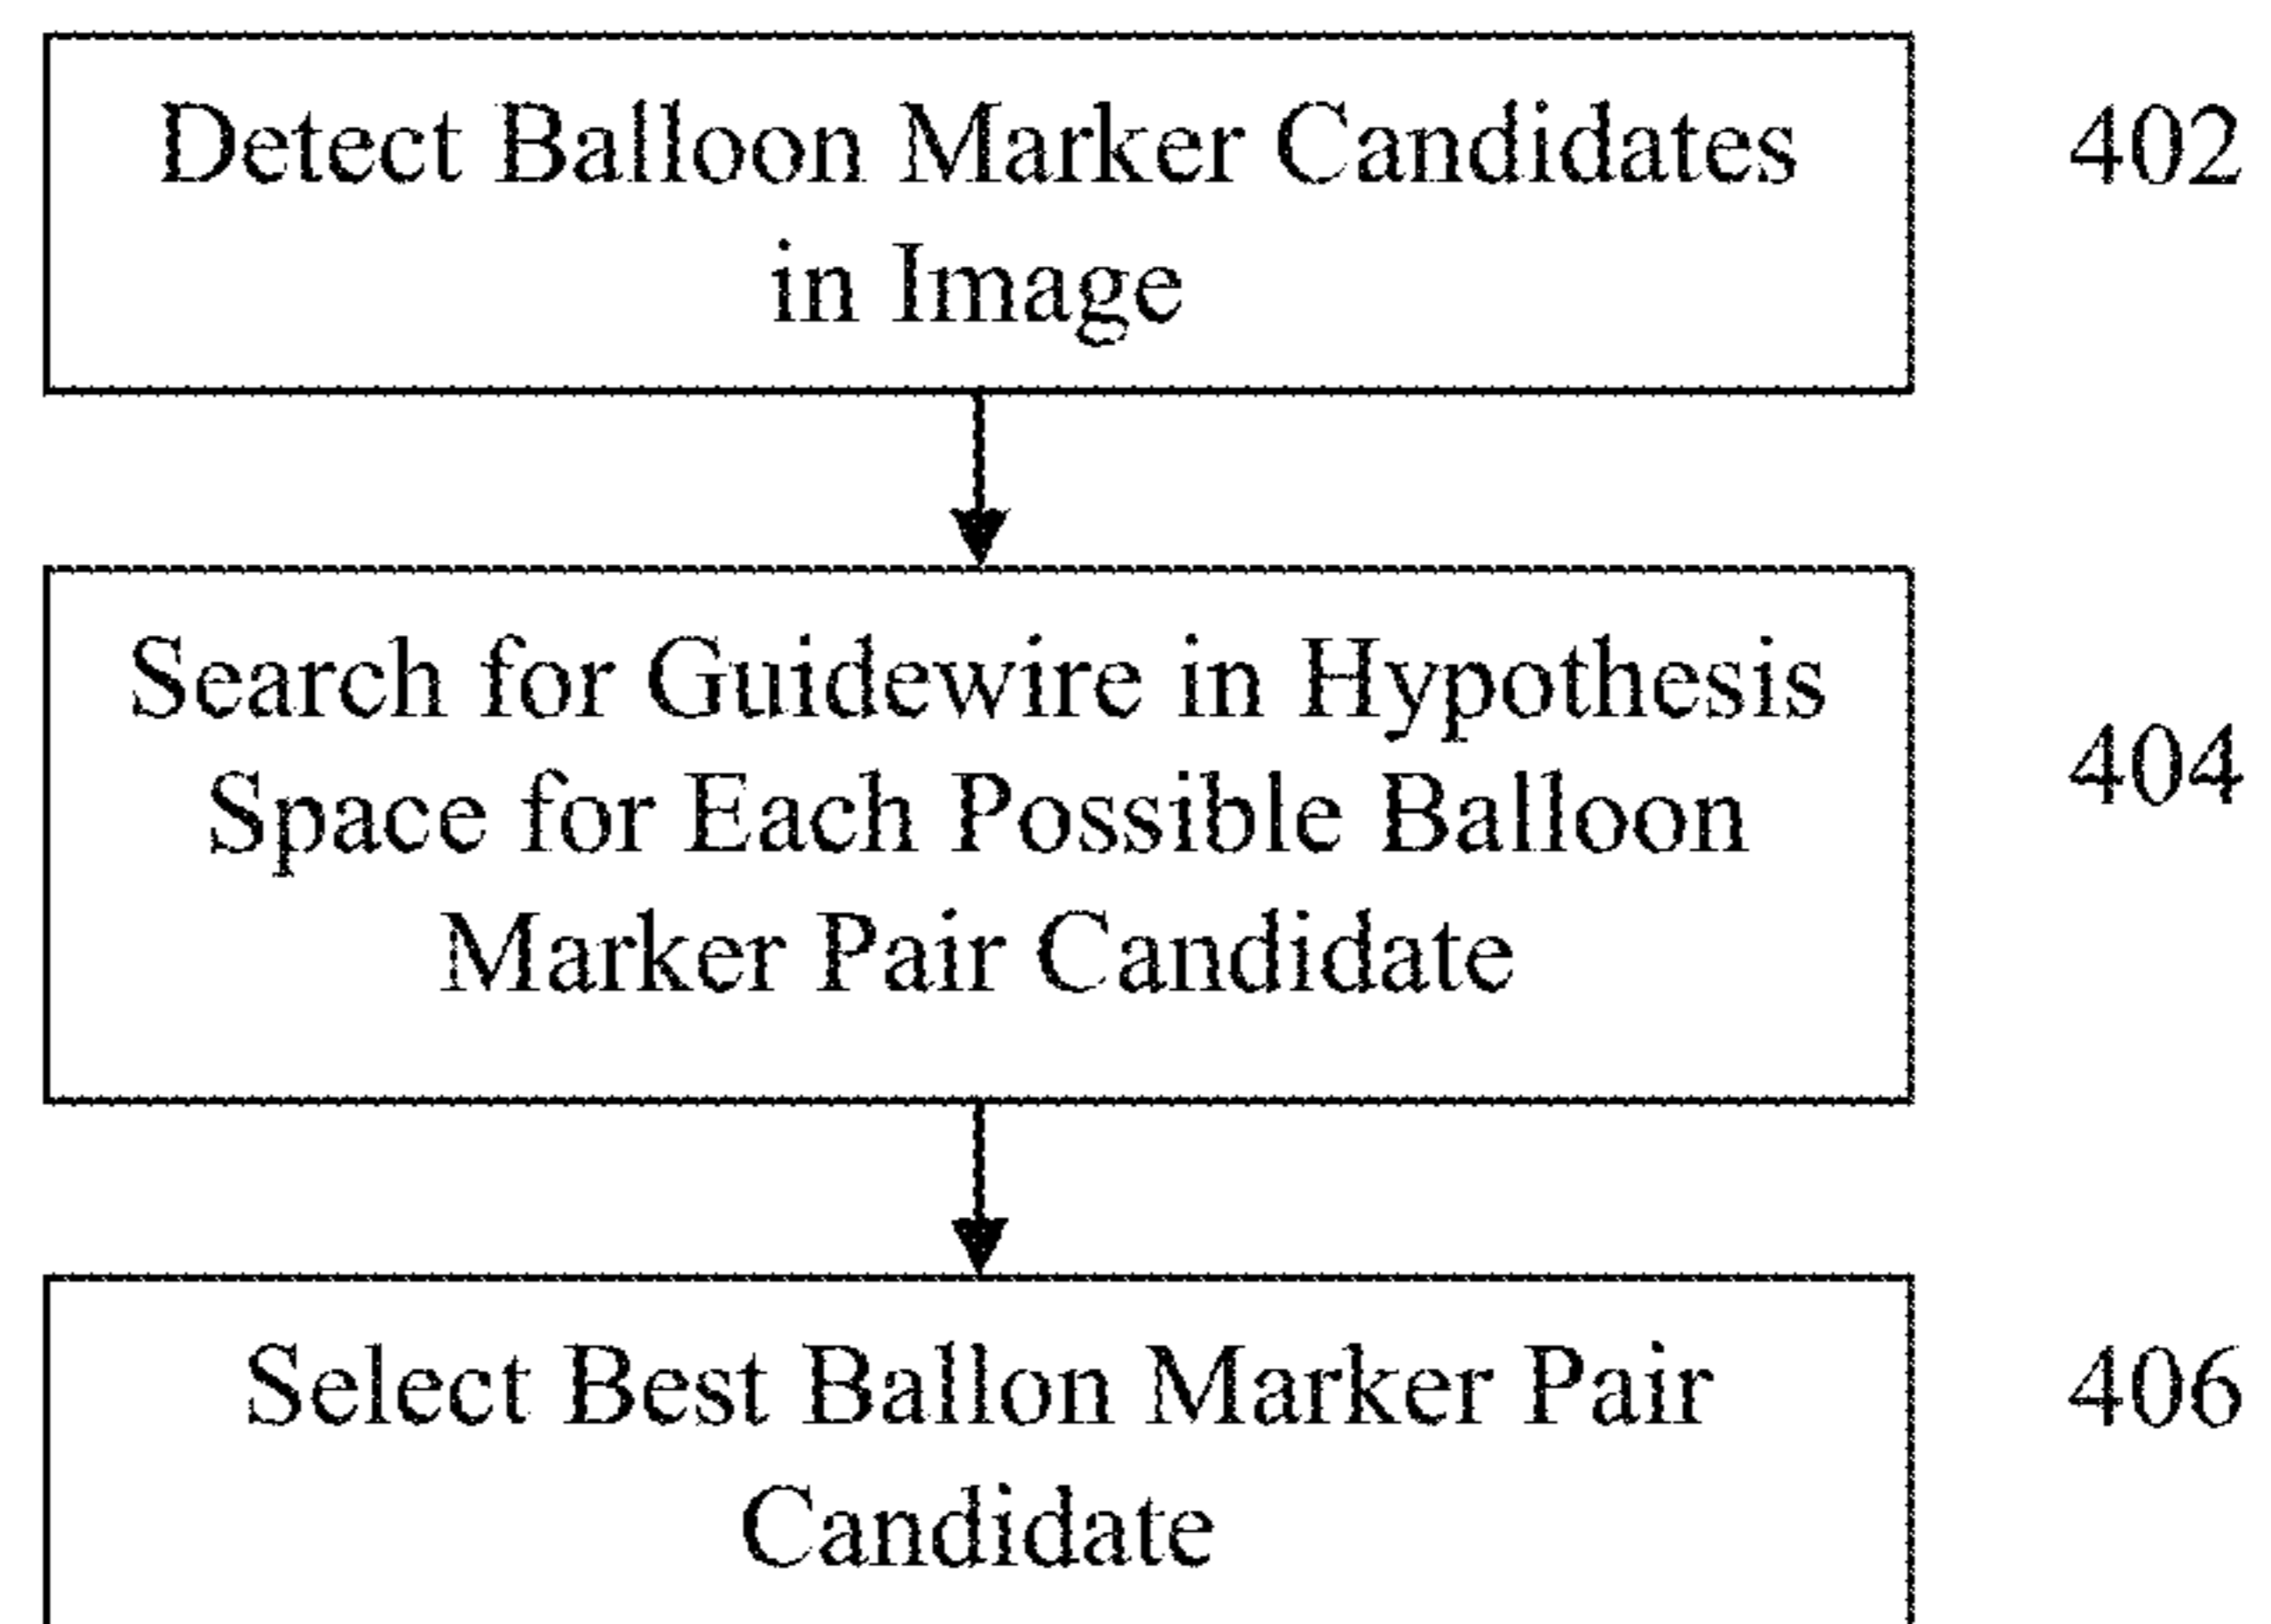 Detect Balloon Marker Candidates
in Image
402
Search for Guidewire in Hypothesis
Space for Each Possible Balloon
Marker Pair Candidate
404
Select Best Ballon Marker Pair
Candidate
406